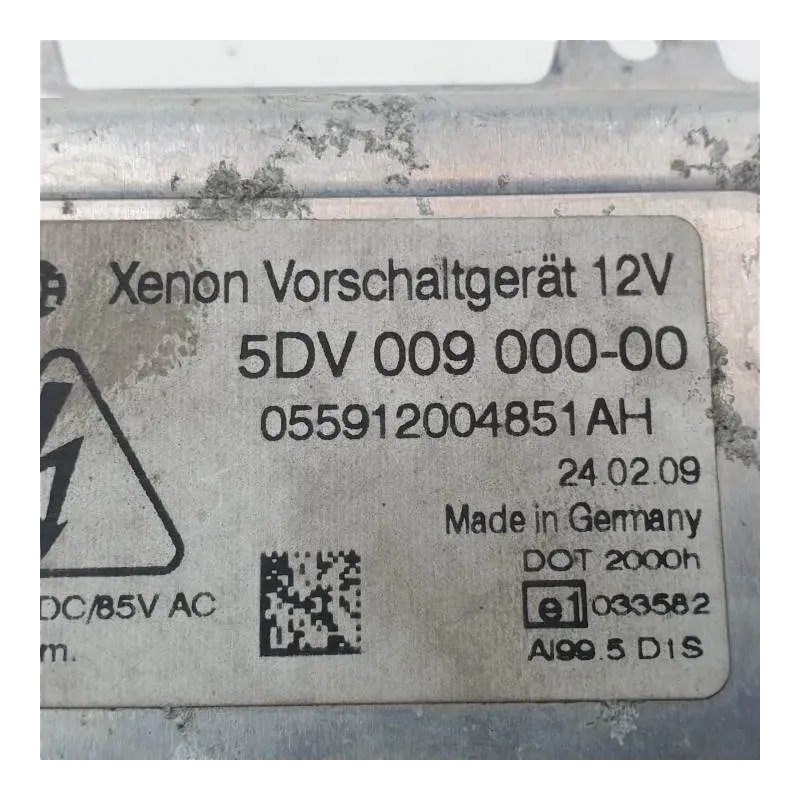 Xenon Vorschaltgerät 12V
5DV 009 000-00
055912004851AH
24.02.09
Made in Germany
DOT 2000h
DC/85V AC
e1 033582
m.
Al99.5 D1S